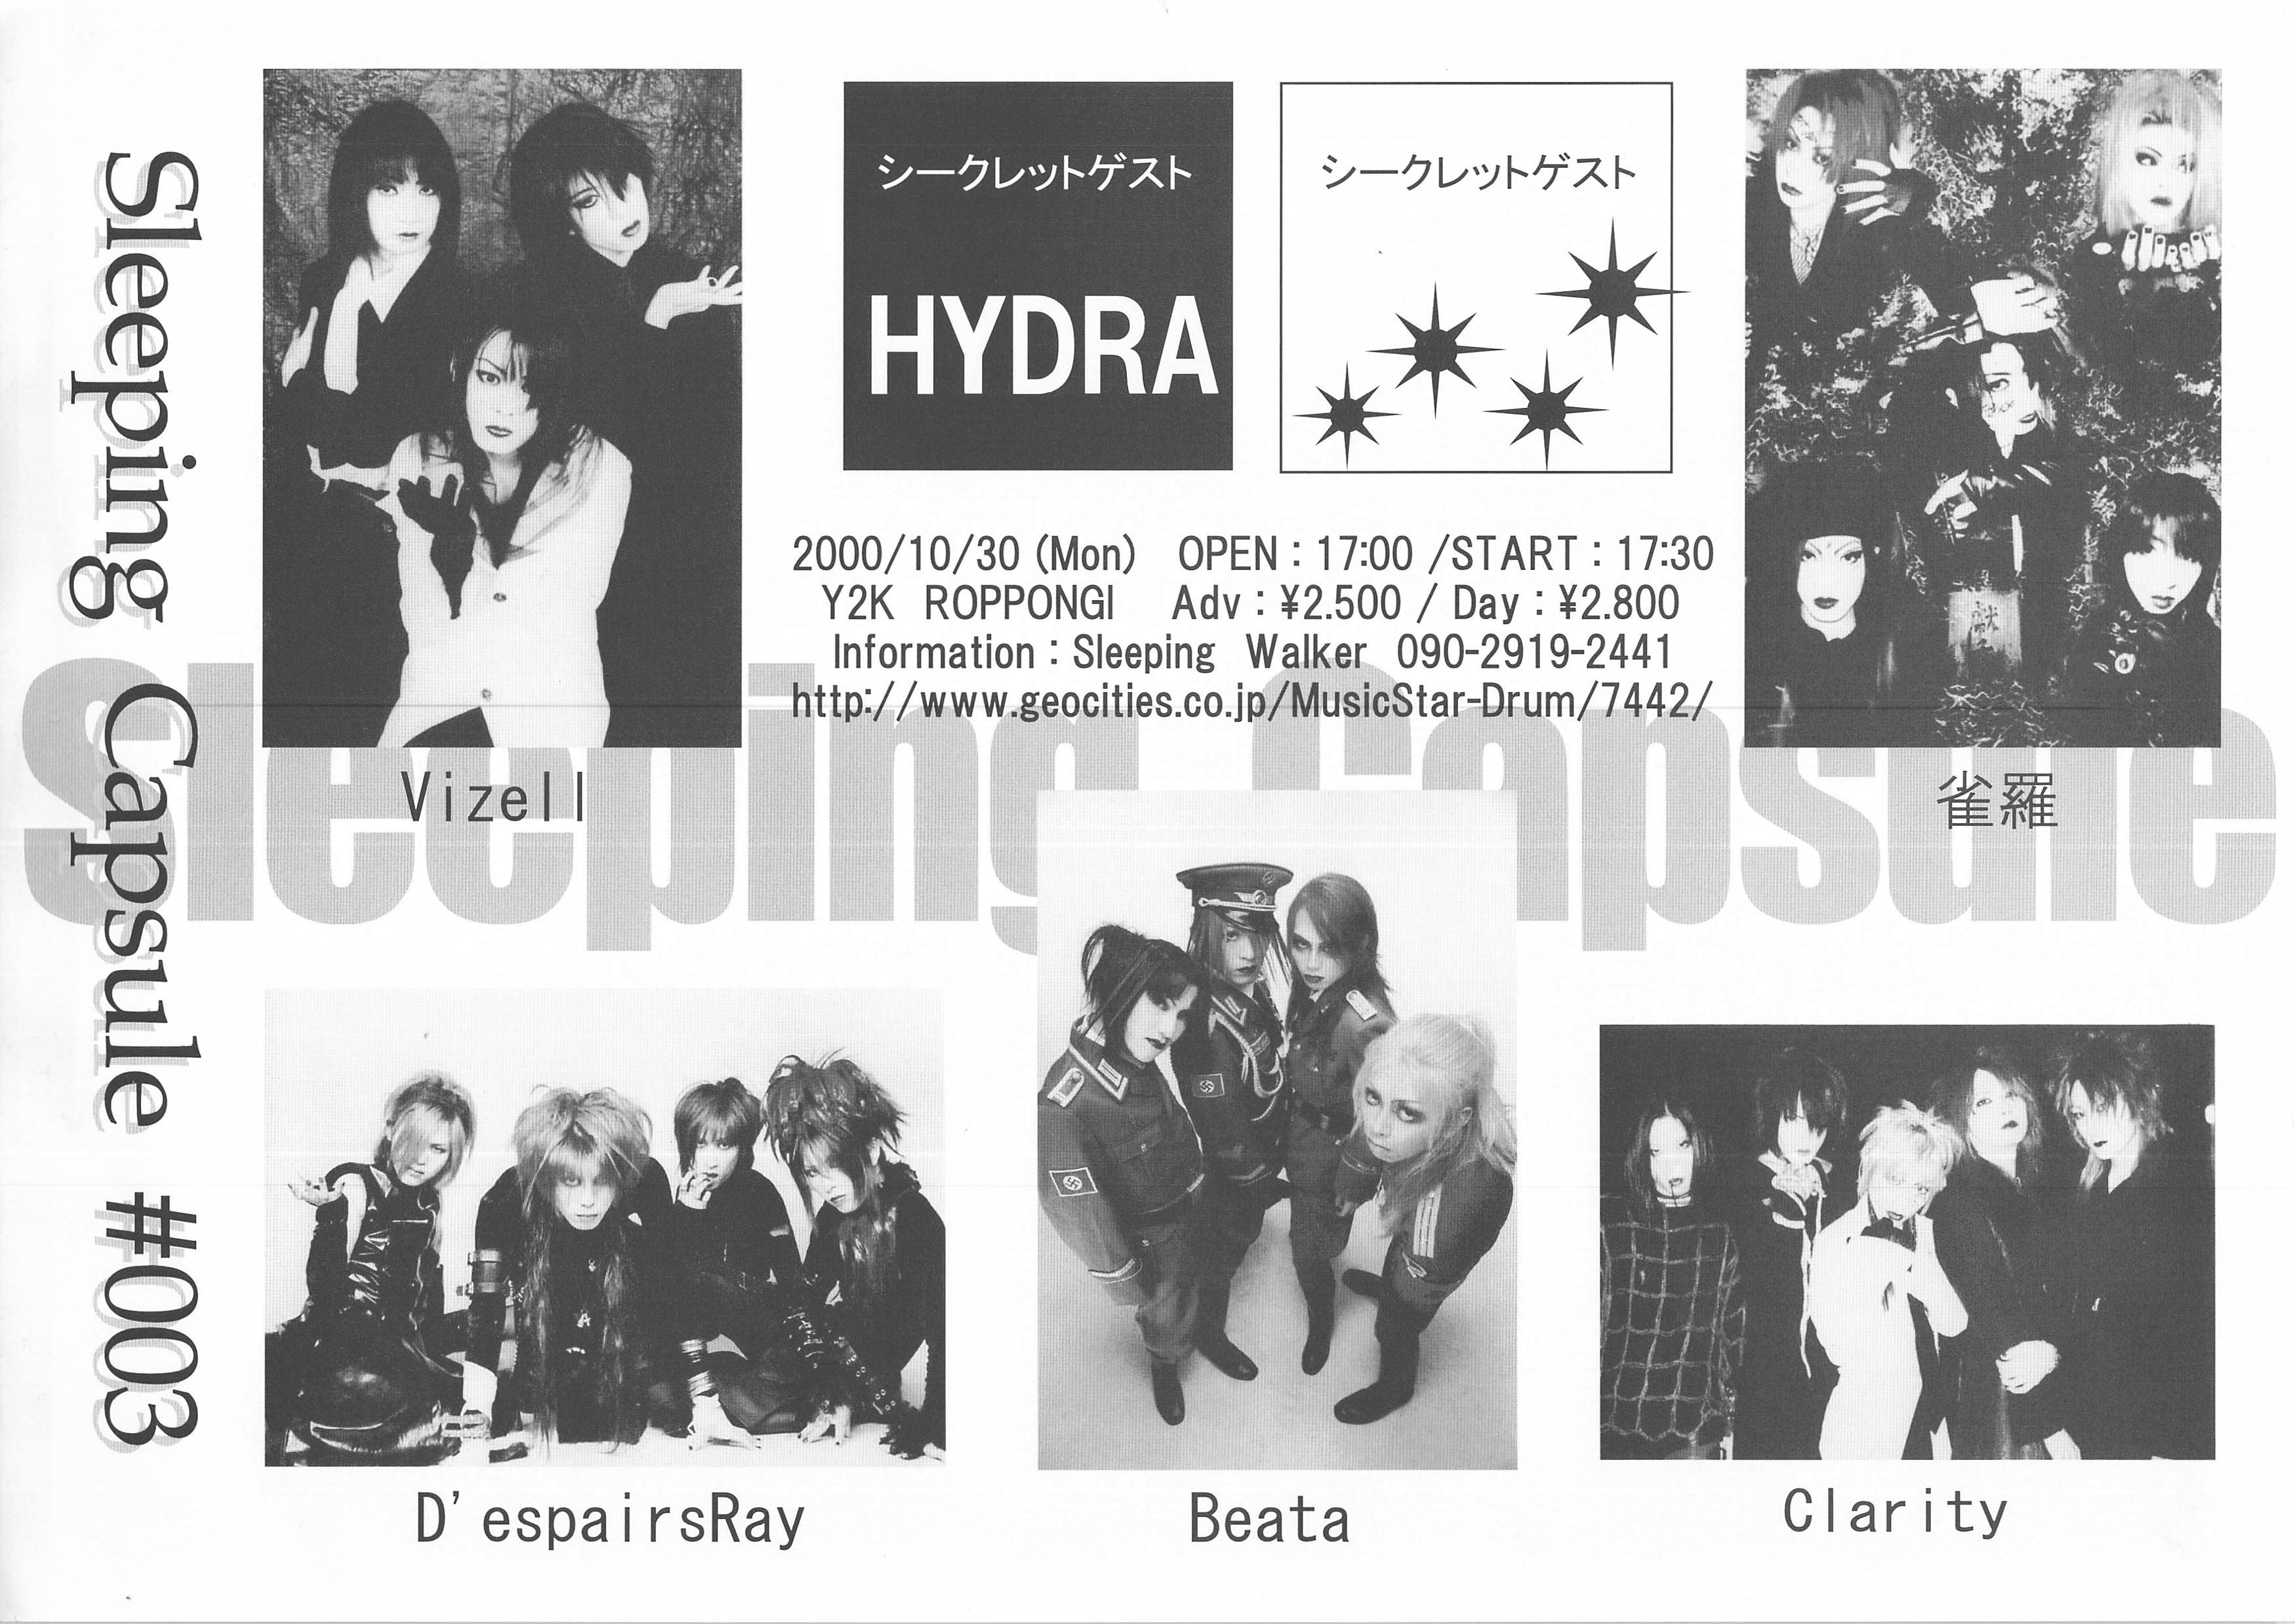 Sleeping Capsule #003
シークレットゲスト
HYDRA
シークレットゲスト
2000/10/30 (Mon) OPEN : 17:00 /START : 17:30
Y2K ROPPONGI Adv : ¥2.500 / Day : ¥2.800
Information : Sleeping Walker 090-2919-2441
http://www.geocities.co.jp/MusicStar-Drum/7442/
Sleeping Capsule
Vizell
雀羅
献
D'espairsRay
A
Beata
Clarity